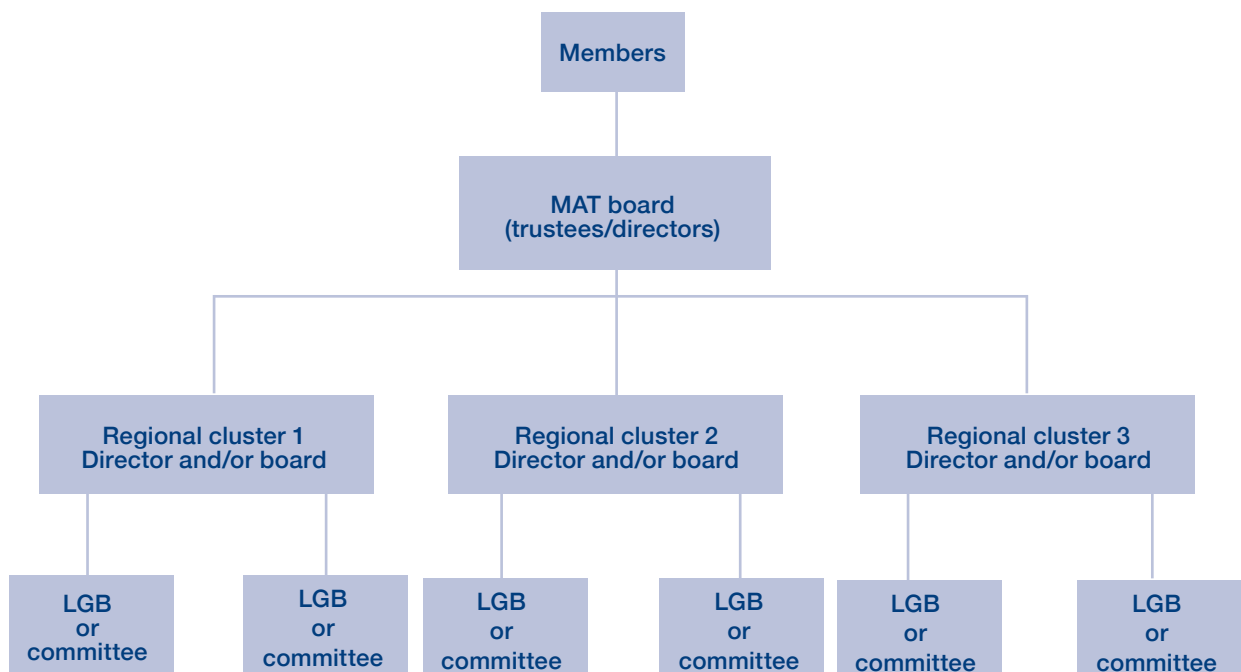 Members
MAT board
(trustees/directors)
Regional cluster 1
Director and/or board
Regional cluster 2
Director and/or board
Regional cluster 3
Director and/or board
LGB
or
committee
LGB
or
committee
LGB
or
committee
LGB
or
committee
LGB
or
committee
LGB
or
committee